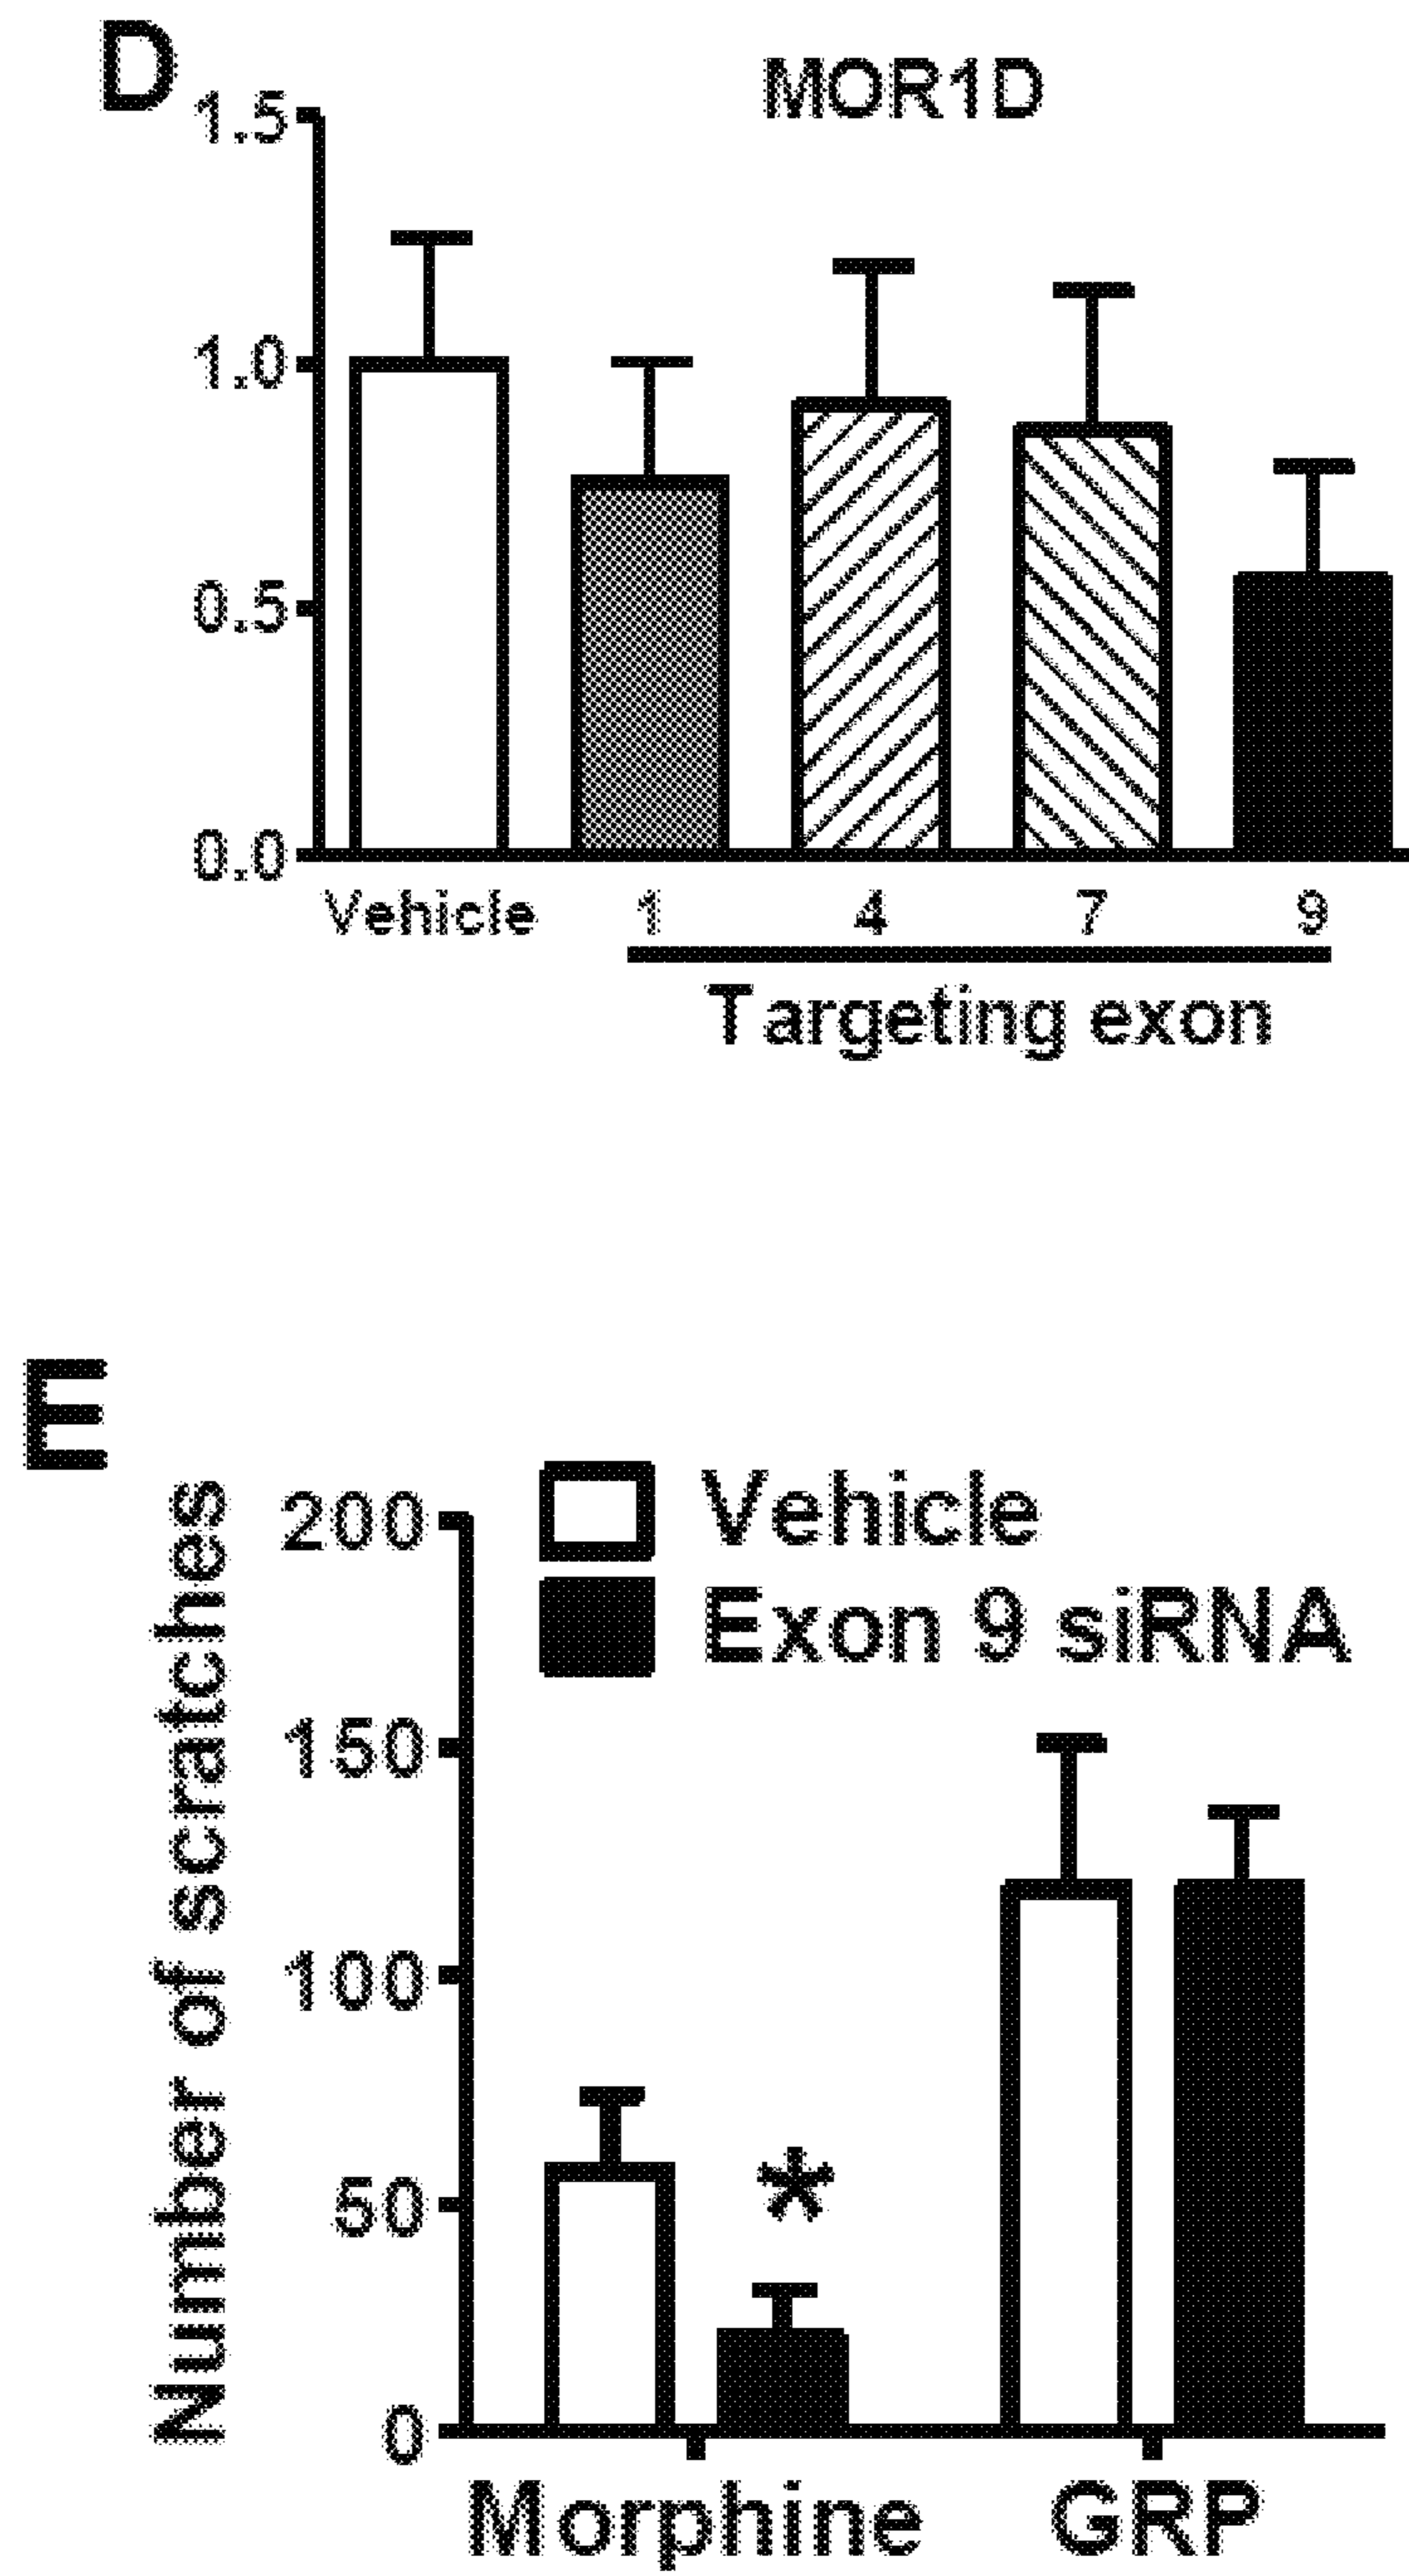 D
MOR1D
1.5
1.0
0.5
0.0
Vehicle 1 4 7 9
Targeting exon
E
Number of scratches
Vehicle
Exon 9 siRNA
200
150
100
50
0
*
Morphine GRP